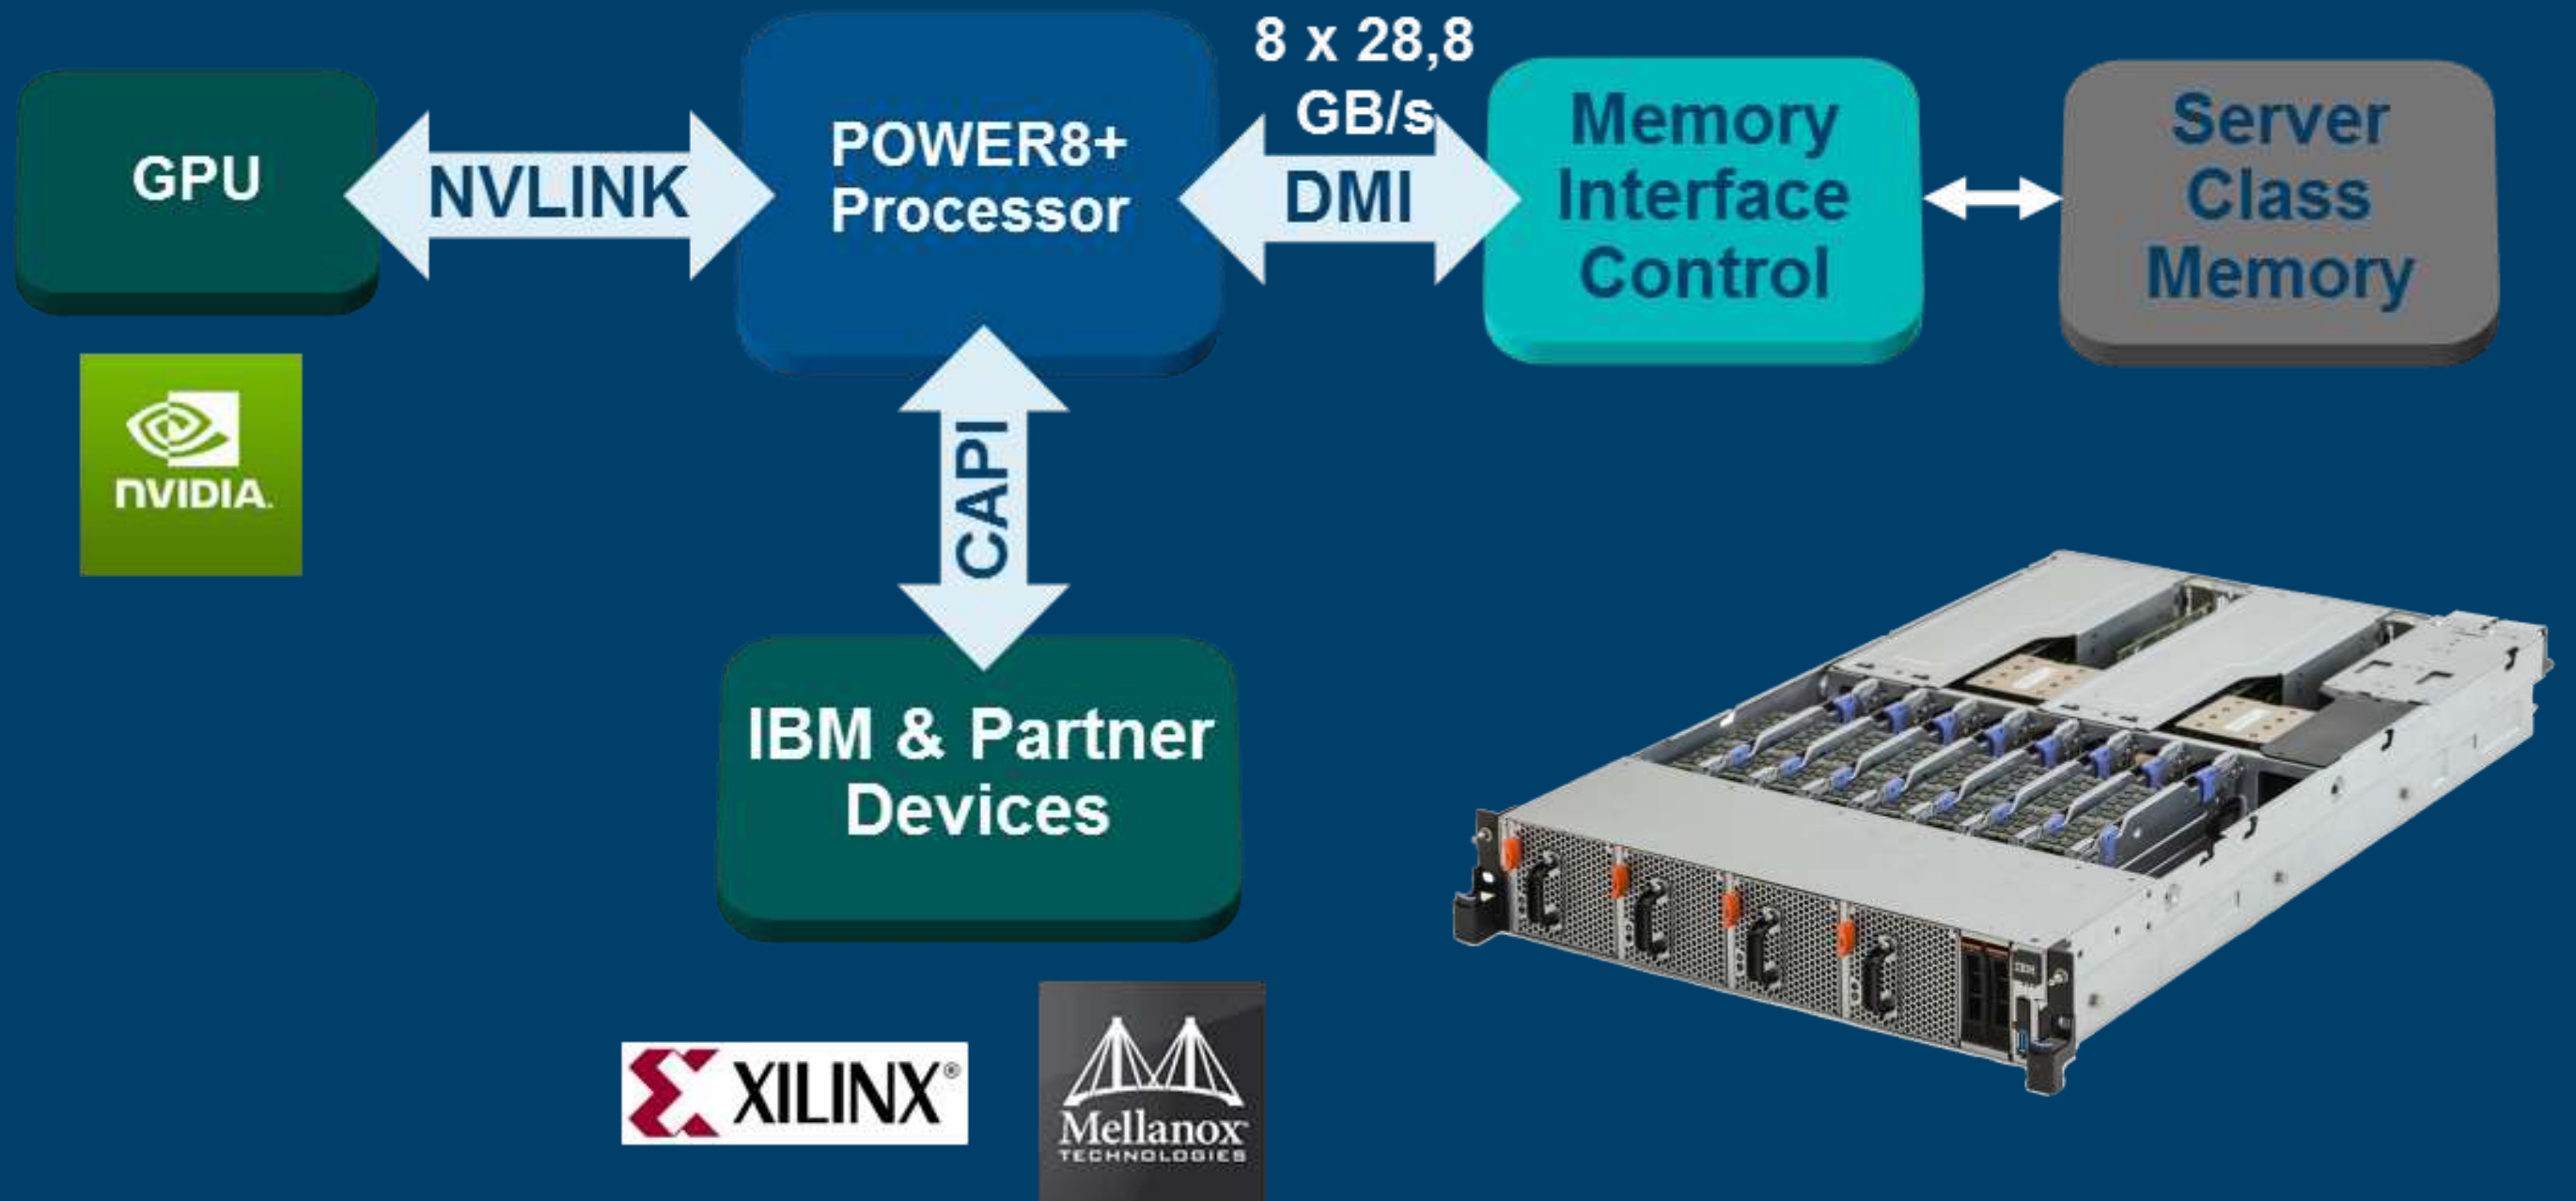 GPU
NVLINK
POWER8+
Processor
8 x 28,8
GB/s
DMI
Memory
Interface
Control
Server
Class
Memory
nVIDIA.
CAPI
IBM & Partner
Devices
XILINX®
Mellanox
TECHNOLOGIES
IBM